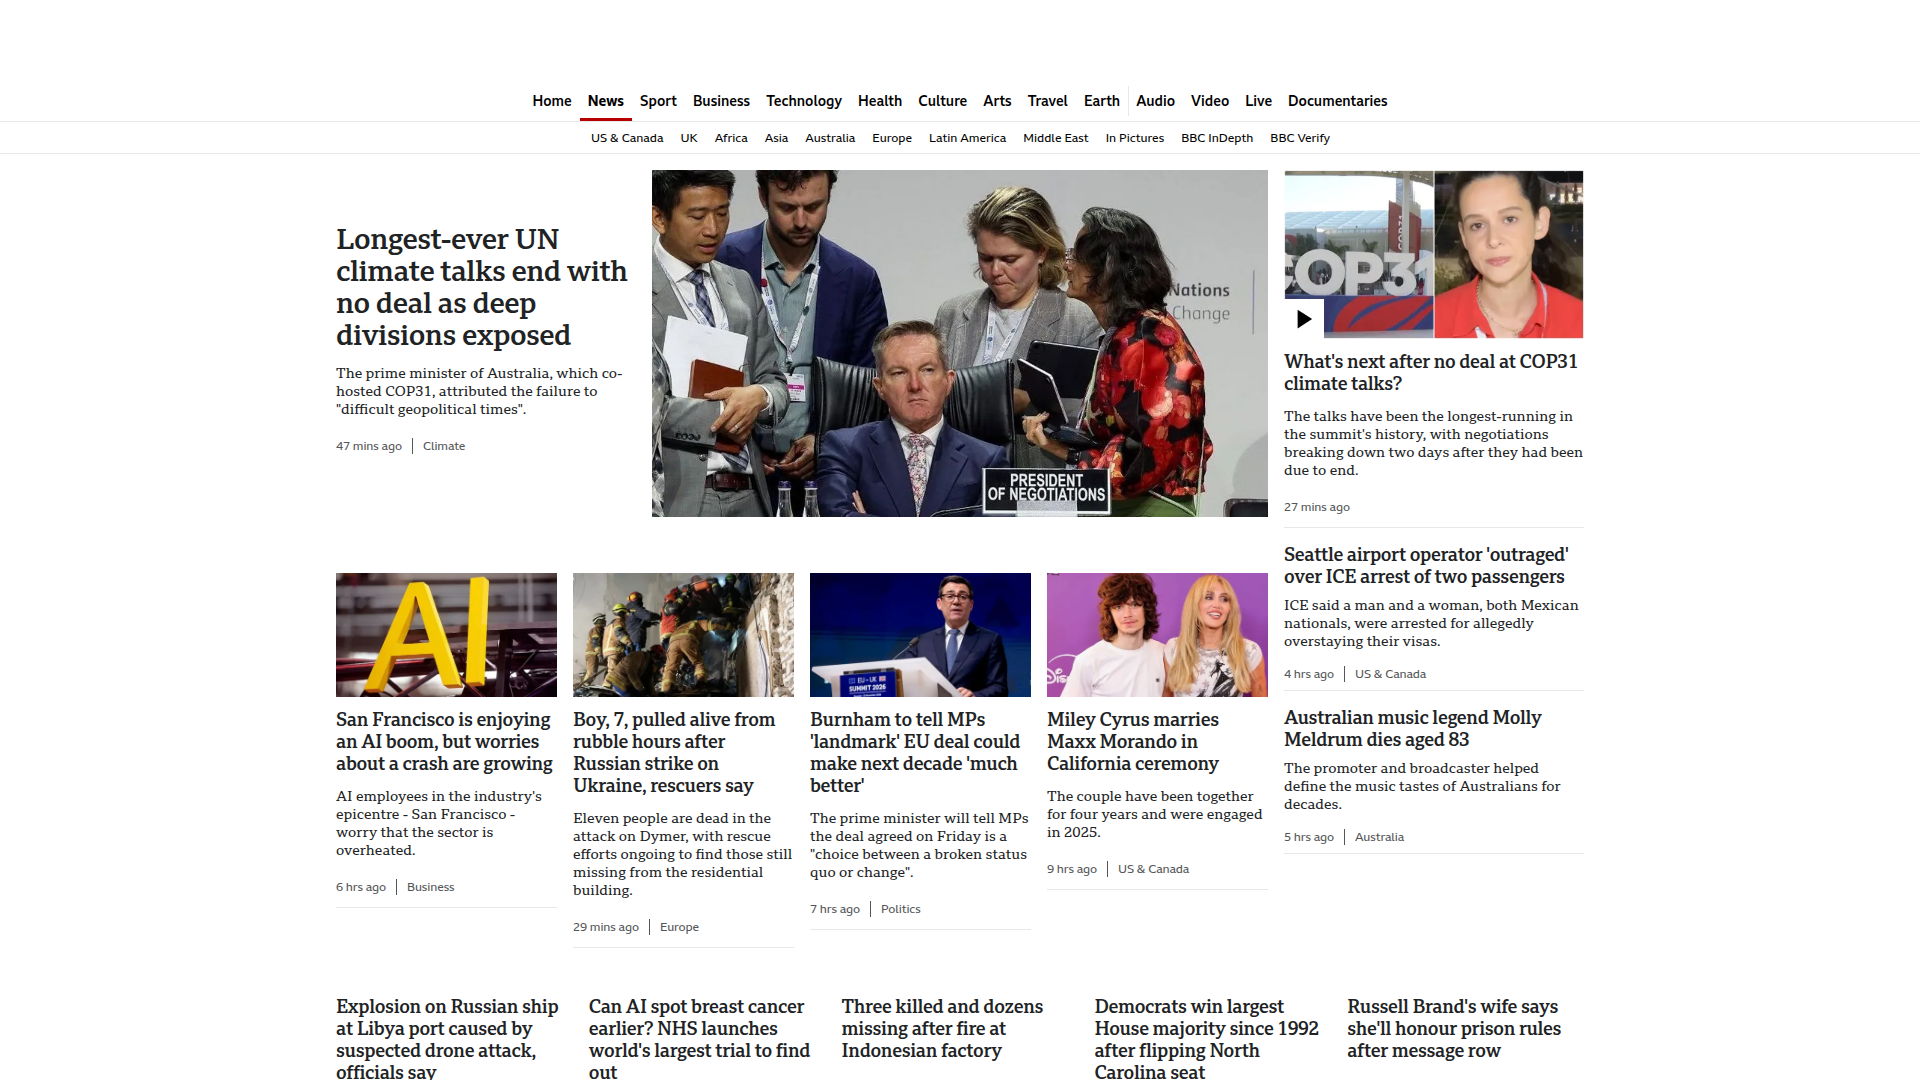 Home News Sport Business Technology Health Culture Arts Travel Earth Audio Video Live Documentaries
US & Canada UK Africa Asia Australia Europe Latin America Middle East In Pictures BBC InDepth BBC Verify
Longest-ever UN
climate talks end with
no deal as deep
divisions exposed
The prime minister of Australia, which co-
hosted COP31, attributed the failure to
"difficult geopolitical times".
47 mins ago
Climate
Nations
Change
PRESIDENT
OF NEGOTIATIONS
COP31
What's next after no deal at COP31
climate talks?
The talks have been the longest-running in
the summit's history, with negotiations
breaking down two days after they had been
due to end.
27 mins ago
Seattle airport operator 'outraged'
over ICE arrest of two passengers
ICE said a man and a woman, both Mexican
nationals, were arrested for allegedly
overstaying their visas.
4 hrs ago
US & Canada
Australian music legend Molly
Meldrum dies aged 83
The promoter and broadcaster helped
define the music tastes of Australians for
decades.
5 hrs ago
Australia
AI
San Francisco is enjoying
an AI boom, but worries
about a crash are growing
AI employees in the industry's
epicentre - San Francisco -
worry that the sector is
overheated.
6 hrs ago
Business
Boy, 7, pulled alive from
rubble hours after
Russian strike on
Ukraine, rescuers say
Eleven people are dead in the
attack on Dymer, with rescue
efforts ongoing to find those still
missing from the residential
building.
29 mins ago
Europe
EU - UK
SUMMIT 2026
Burnham to tell MPs
'landmark' EU deal could
make next decade 'much
better'
The prime minister will tell MPs
the deal agreed on Friday is a
"choice between a broken status
quo or change".
7 hrs ago
Politics
Miley Cyrus marries
Maxx Morando in
California ceremony
The couple have been together
for four years and were engaged
in 2025.
9 hrs ago
US & Canada
Explosion on Russian ship
at Libya port caused by
suspected drone attack,
officials say
Can AI spot breast cancer
earlier? NHS launches
world's largest trial to find
out
Three killed and dozens
missing after fire at
Indonesian factory
Democrats win largest
House majority since 1992
after flipping North
Carolina seat
Russell Brand's wife says
she'll honour prison rules
after message row